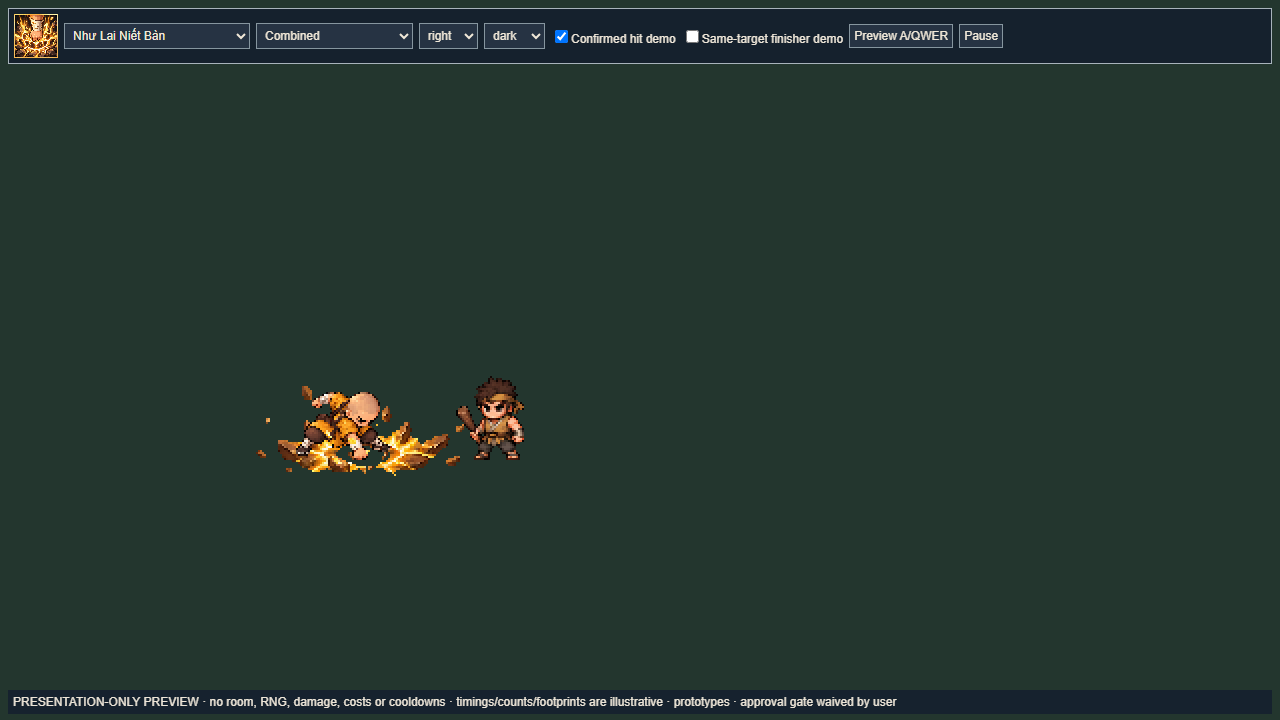 Như Lai Niết Bàn Combined right dark Confirmed hit demo Same-target finisher demo Preview A/QWER Pause
PRESENTATION-ONLY PREVIEW · no room, RNG, damage, costs or cooldowns · timings/counts/footprints are illustrative · prototypes · approval gate waived by user